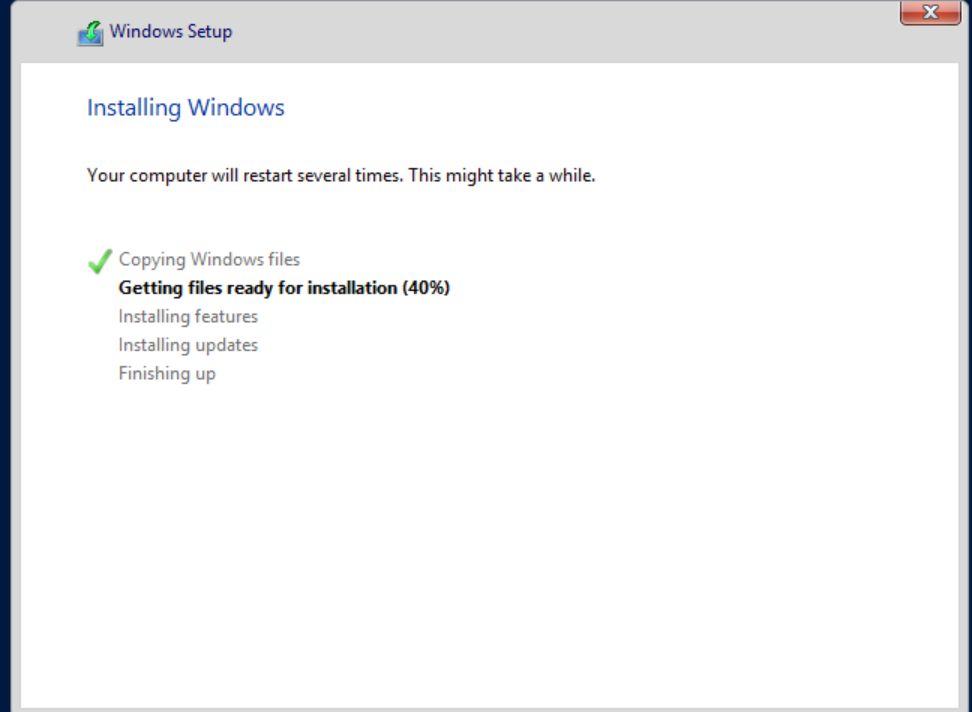 Windows Setup
Installing Windows
Your computer will restart several times. This might take a while.
Copying Windows files
Getting files ready for installation (40%)
Installing features
Installing updates
Finishing up